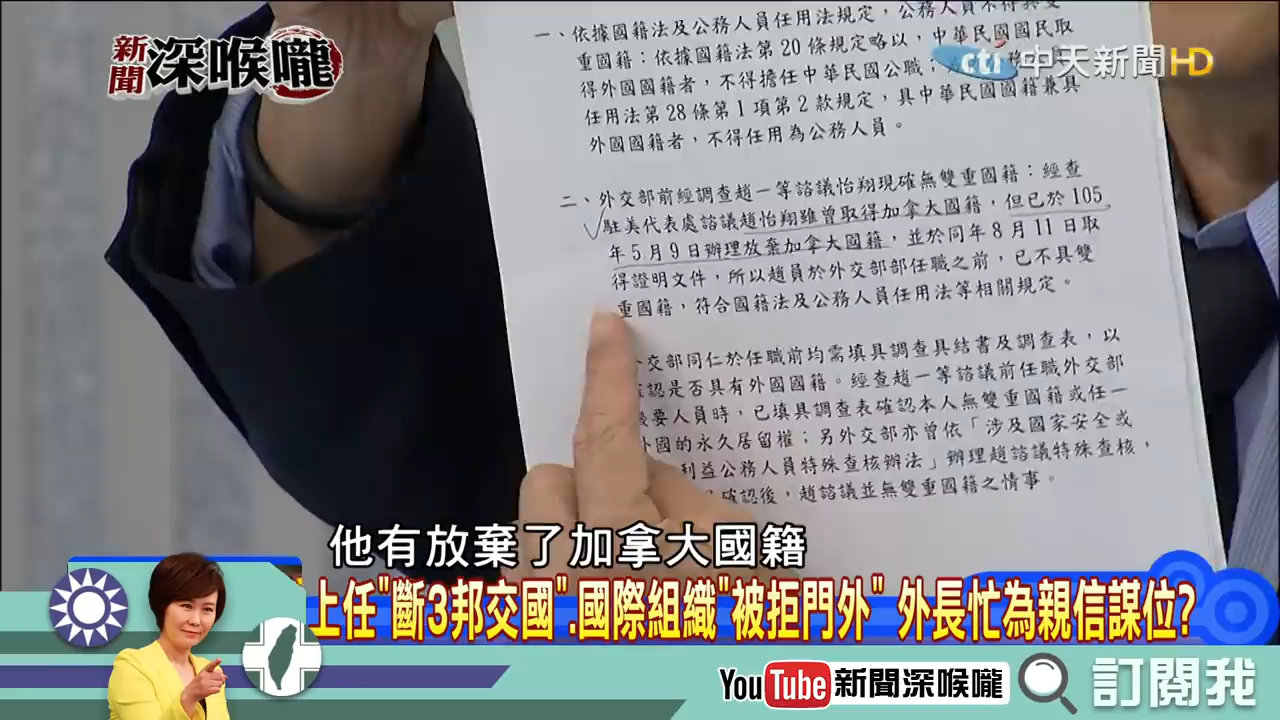 新聞深喉嚨
cti 中天新聞HD
一、依據國籍法及公務人員任用法規定，公務人員不得具雙
重國籍：依據國籍法第20條規定略以，中華民國國民取
得外國國籍者，不得擔任中華民國公職；
任用法第28條第1項第2款規定，具中華民國國籍兼具
外國國籍者，不得任用為公務人員。
二、外交部前經調查趙一等諮議怡翔現確無雙重國籍：經查
駐美代表處諮議趙怡翔雖曾取得加拿大國籍，但已於105
年5月9日辦理放棄加拿大國籍，並於同年8月11日取
得證明文件，所以趙員於外交部部任職之前，已不具雙
重國籍，符合國籍法及公務人員任用法等相關規定。
交部同仁於任職前均需填具調查具結書及調查表，以
認是否具有外國國籍。經查趙一等諮議前任職外交部
要人員時，已填具調查表確認本人無雙重國籍或任一
外國的永久居留權；另外交部亦曾依「涉及國家安全或
利益公務人員特殊查核辦法」辦理趙諮議特殊查核，
確認後，趙諮議並無雙重國籍之情事。
他有放棄了加拿大國籍
上任"斷3邦交國".國際組織"被拒門外" 外長忙為親信謀位?
YouTube 新聞深喉嚨 訂閱我